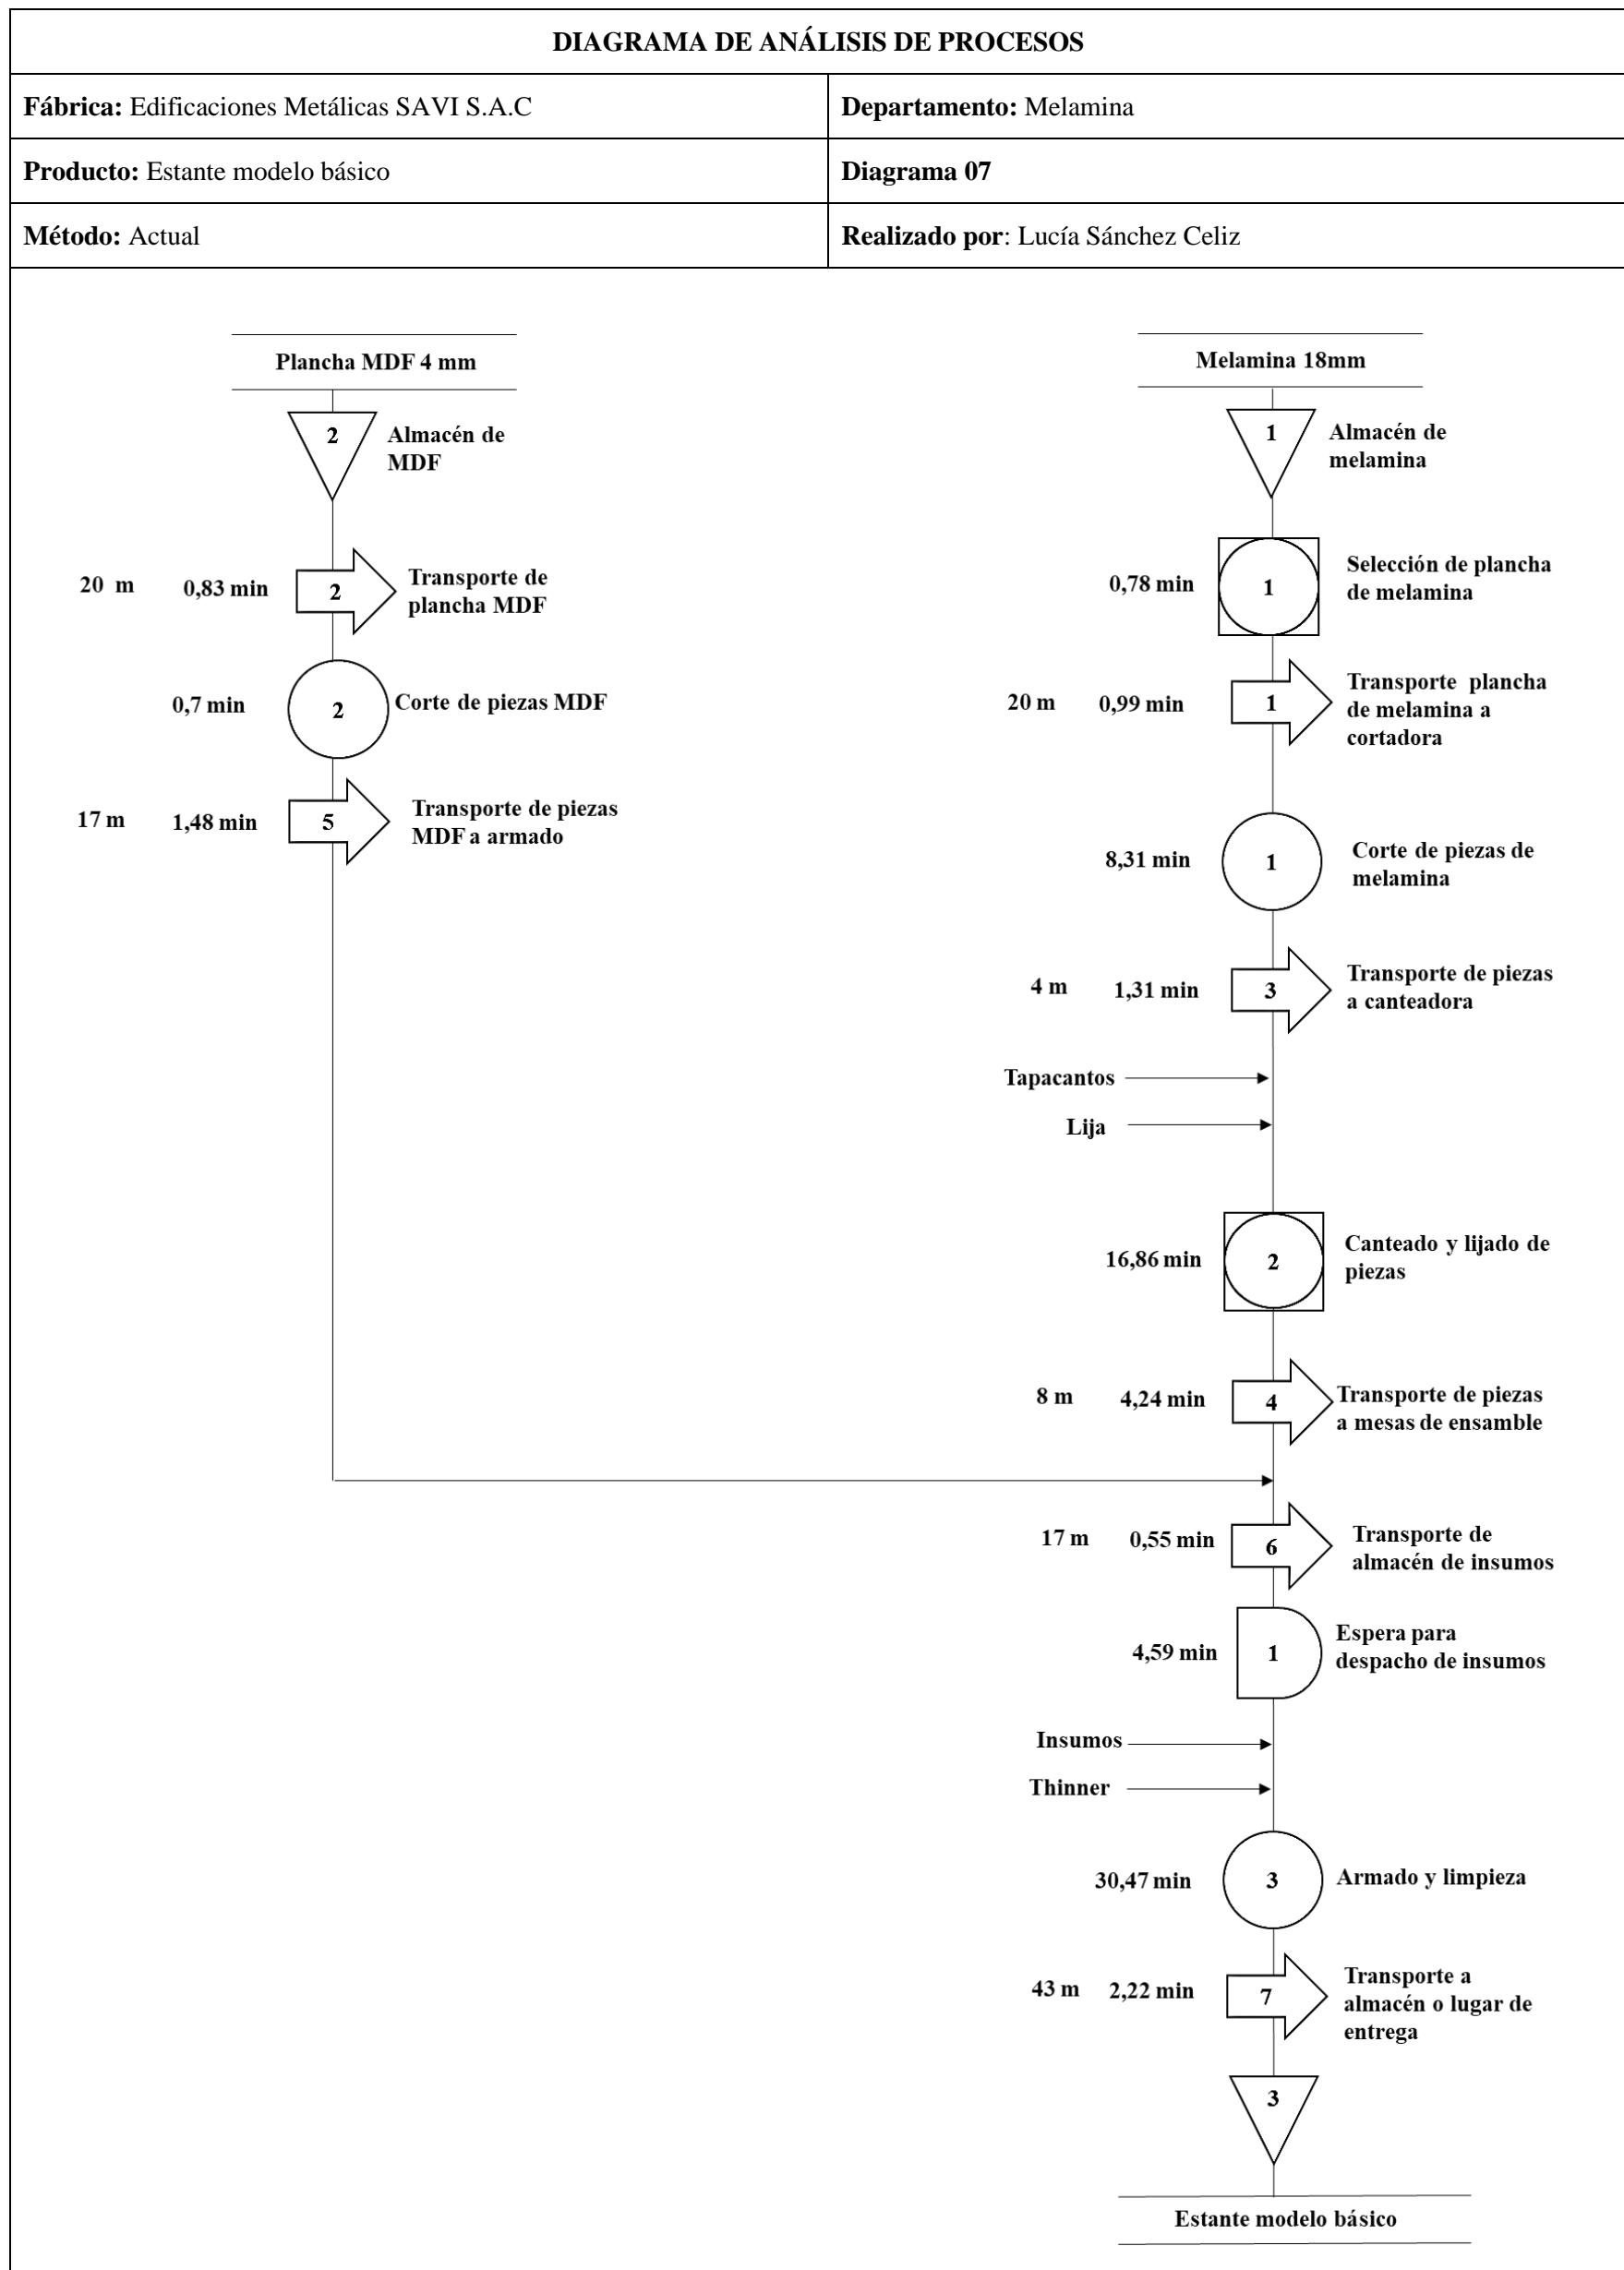 DIAGRAMA DE ANÁLISIS DE PROCESOS
Fábrica: Edificaciones Metálicas SAVI S.A.C
Departamento: Melamina
Producto: Estante modelo básico
Diagrama 07
Método: Actual
Realizado por: Lucía Sánchez Celiz
Plancha MDF 4 mm
2
Almacén de
MDF
20 m
0,83 min
2
Transporte de
plancha MDF
0,7 min
2
Corte de piezas MDF
17 m
1,48 min
5
Transporte de piezas
MDF a armado
Melamina 18mm
1
Almacén de
melamina
0,78 min
1
Selección de plancha
de melamina
20 m
0,99 min
1
Transporte plancha
de melamina a
cortadora
8,31 min
1
Corte de piezas de
melamina
4 m
1,31 min
3
Transporte de piezas
a canteadora
Tapacantos
Lija
16,86 min
2
Canteado y lijado de
piezas
8 m
4,24 min
4
Transporte de piezas
a mesas de ensamble
17 m
0,55 min
6
Transporte de
almacén de insumos
4,59 min
1
Espera para
despacho de insumos
Insumos
Thinner
30,47 min
3
Armado y limpieza
43 m
2,22 min
7
Transporte a
almacén o lugar de
entrega
3
Estante modelo básico